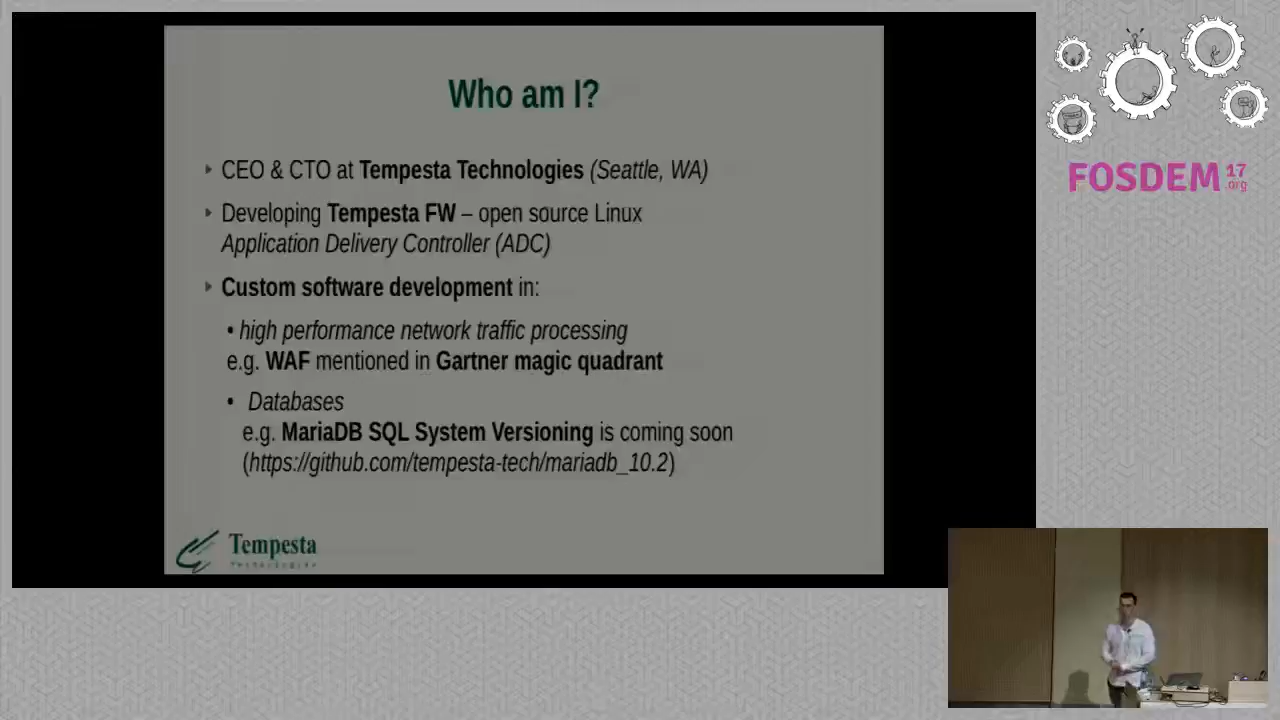 Who am I?
CEO & CTO at Tempesta Technologies (Seattle, WA)
Developing Tempesta FW – open source Linux
Application Delivery Controller (ADC)
Custom software development in:
• high performance network traffic processing
e.g. WAF mentioned in Gartner magic quadrant
• Databases
e.g. MariaDB SQL System Versioning is coming soon
(https://github.com/tempesta-tech/mariadb_10.2)
Tempesta
Technologies
FOSDEM 17
.org